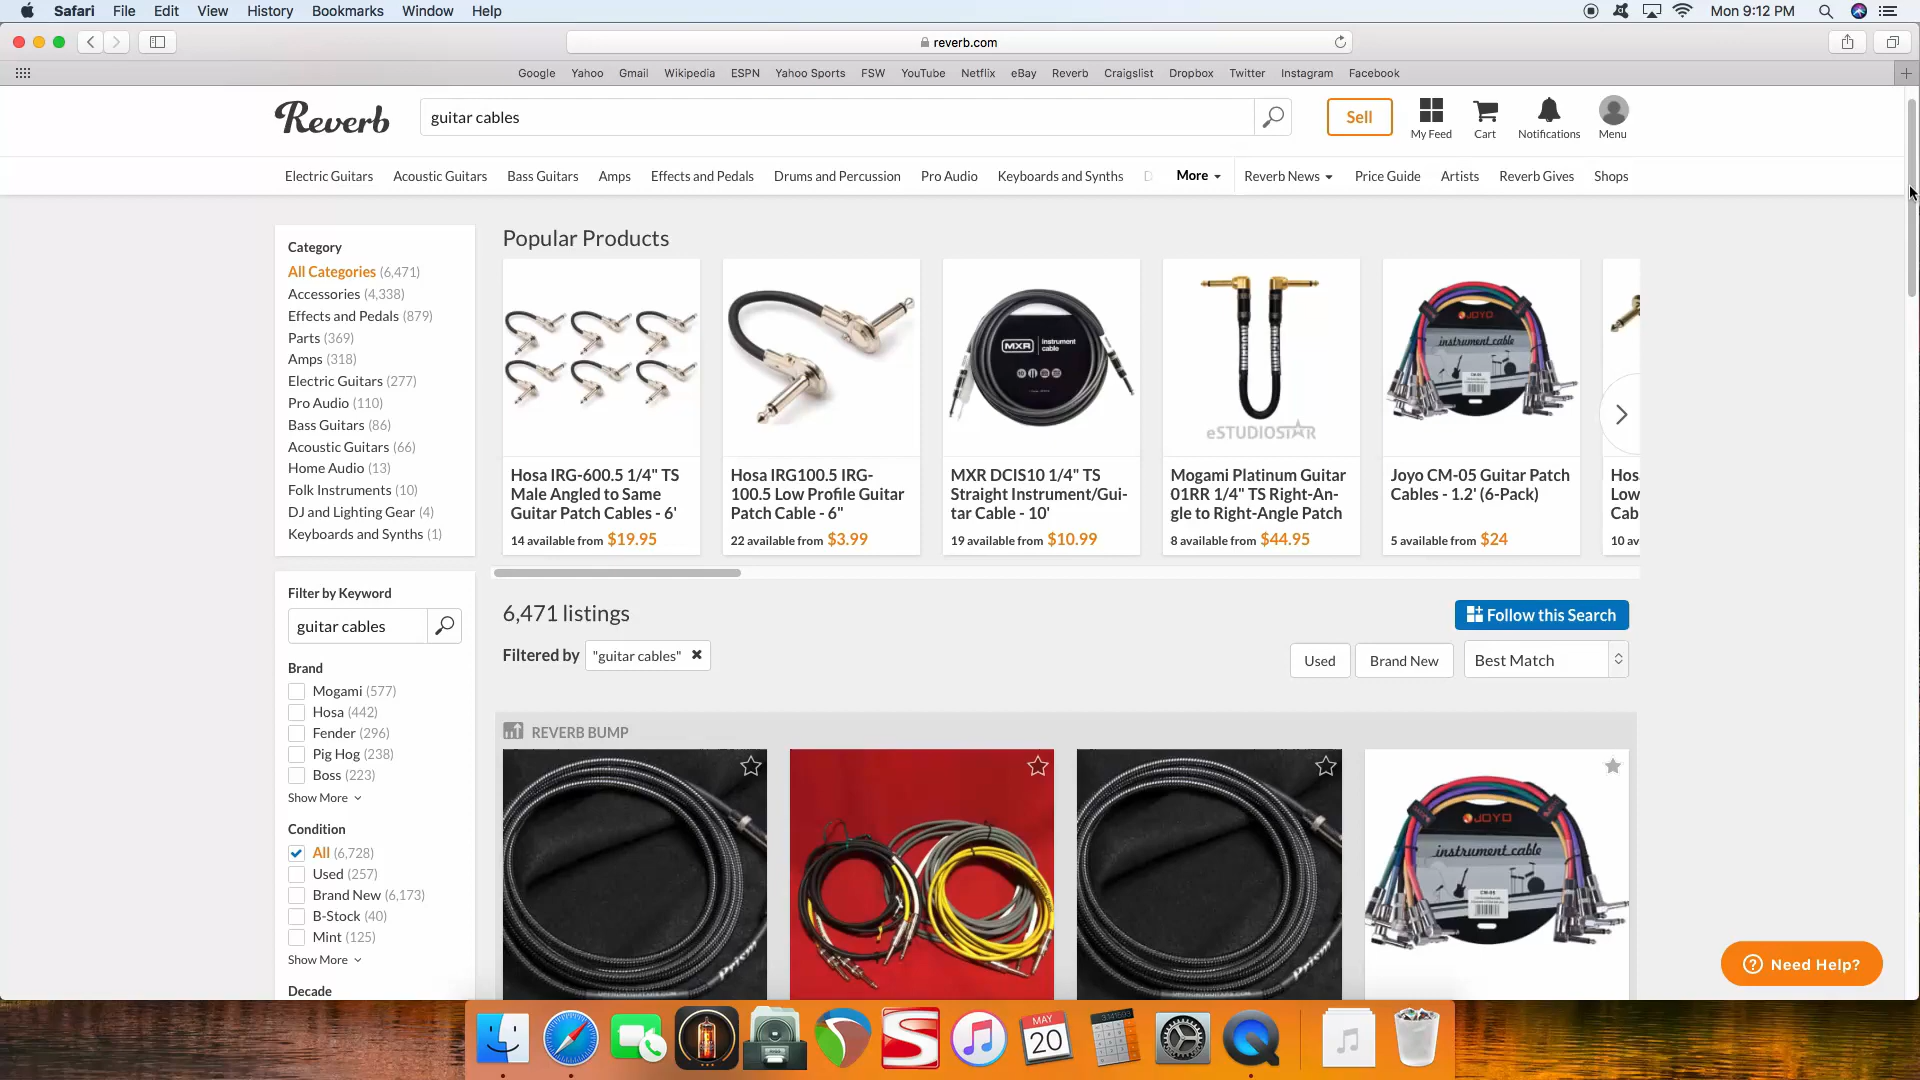 Safari File Edit View History Bookmarks Window Help Mon 9:12 PM
reverb.com
Google Yahoo Gmail Wikipedia ESPN Yahoo Sports FSW YouTube Netflix eBay Reverb Craigslist Dropbox Twitter Instagram Facebook
Reverb guitar cables Sell My Feed Cart Notifications Menu
Electric Guitars Acoustic Guitars Bass Guitars Amps Effects and Pedals Drums and Percussion Pro Audio Keyboards and Synths D More Reverb News Price Guide Artists Reverb Gives Shops
Category
All Categories (6,471)
Accessories (4,338)
Effects and Pedals (879)
Parts (369)
Amps (318)
Electric Guitars (277)
Pro Audio (110)
Bass Guitars (86)
Acoustic Guitars (66)
Home Audio (13)
Folk Instruments (10)
DJ and Lighting Gear (4)
Keyboards and Synths (1)
Filter by Keyword
guitar cables
Brand
Mogami (577)
Hosa (442)
Fender (296)
Pig Hog (238)
Boss (223)
Show More
Condition
All (6,728)
Used (257)
Brand New (6,173)
B-Stock (40)
Mint (125)
Show More
Decade
Popular Products
Hosa IRG-600.5 1/4" TS
Male Angled to Same
Guitar Patch Cables - 6'
14 available from $19.95
Hosa IRG100.5 IRG-
100.5 Low Profile Guitar
Patch Cable - 6"
22 available from $3.99
MXR instrument cable
MXR DCIS10 1/4" TS
Straight Instrument/Gui-
tar Cable - 10'
19 available from $10.99
eSTUDIOSTAR
Mogami Platinum Guitar
01RR 1/4" TS Right-An-
gle to Right-Angle Patch
8 available from $44.95
JOYO
instrument cable
Joyo CM-05 Guitar Patch
Cables - 1.2' (6-Pack)
5 available from $24
Hos
Low
Cab
10 av
6,471 listings
Follow this Search
Filtered by "guitar cables"
Used Brand New Best Match
REVERB BUMP
JOYO
instrument cable
CM-05
Need Help?
MAY
20